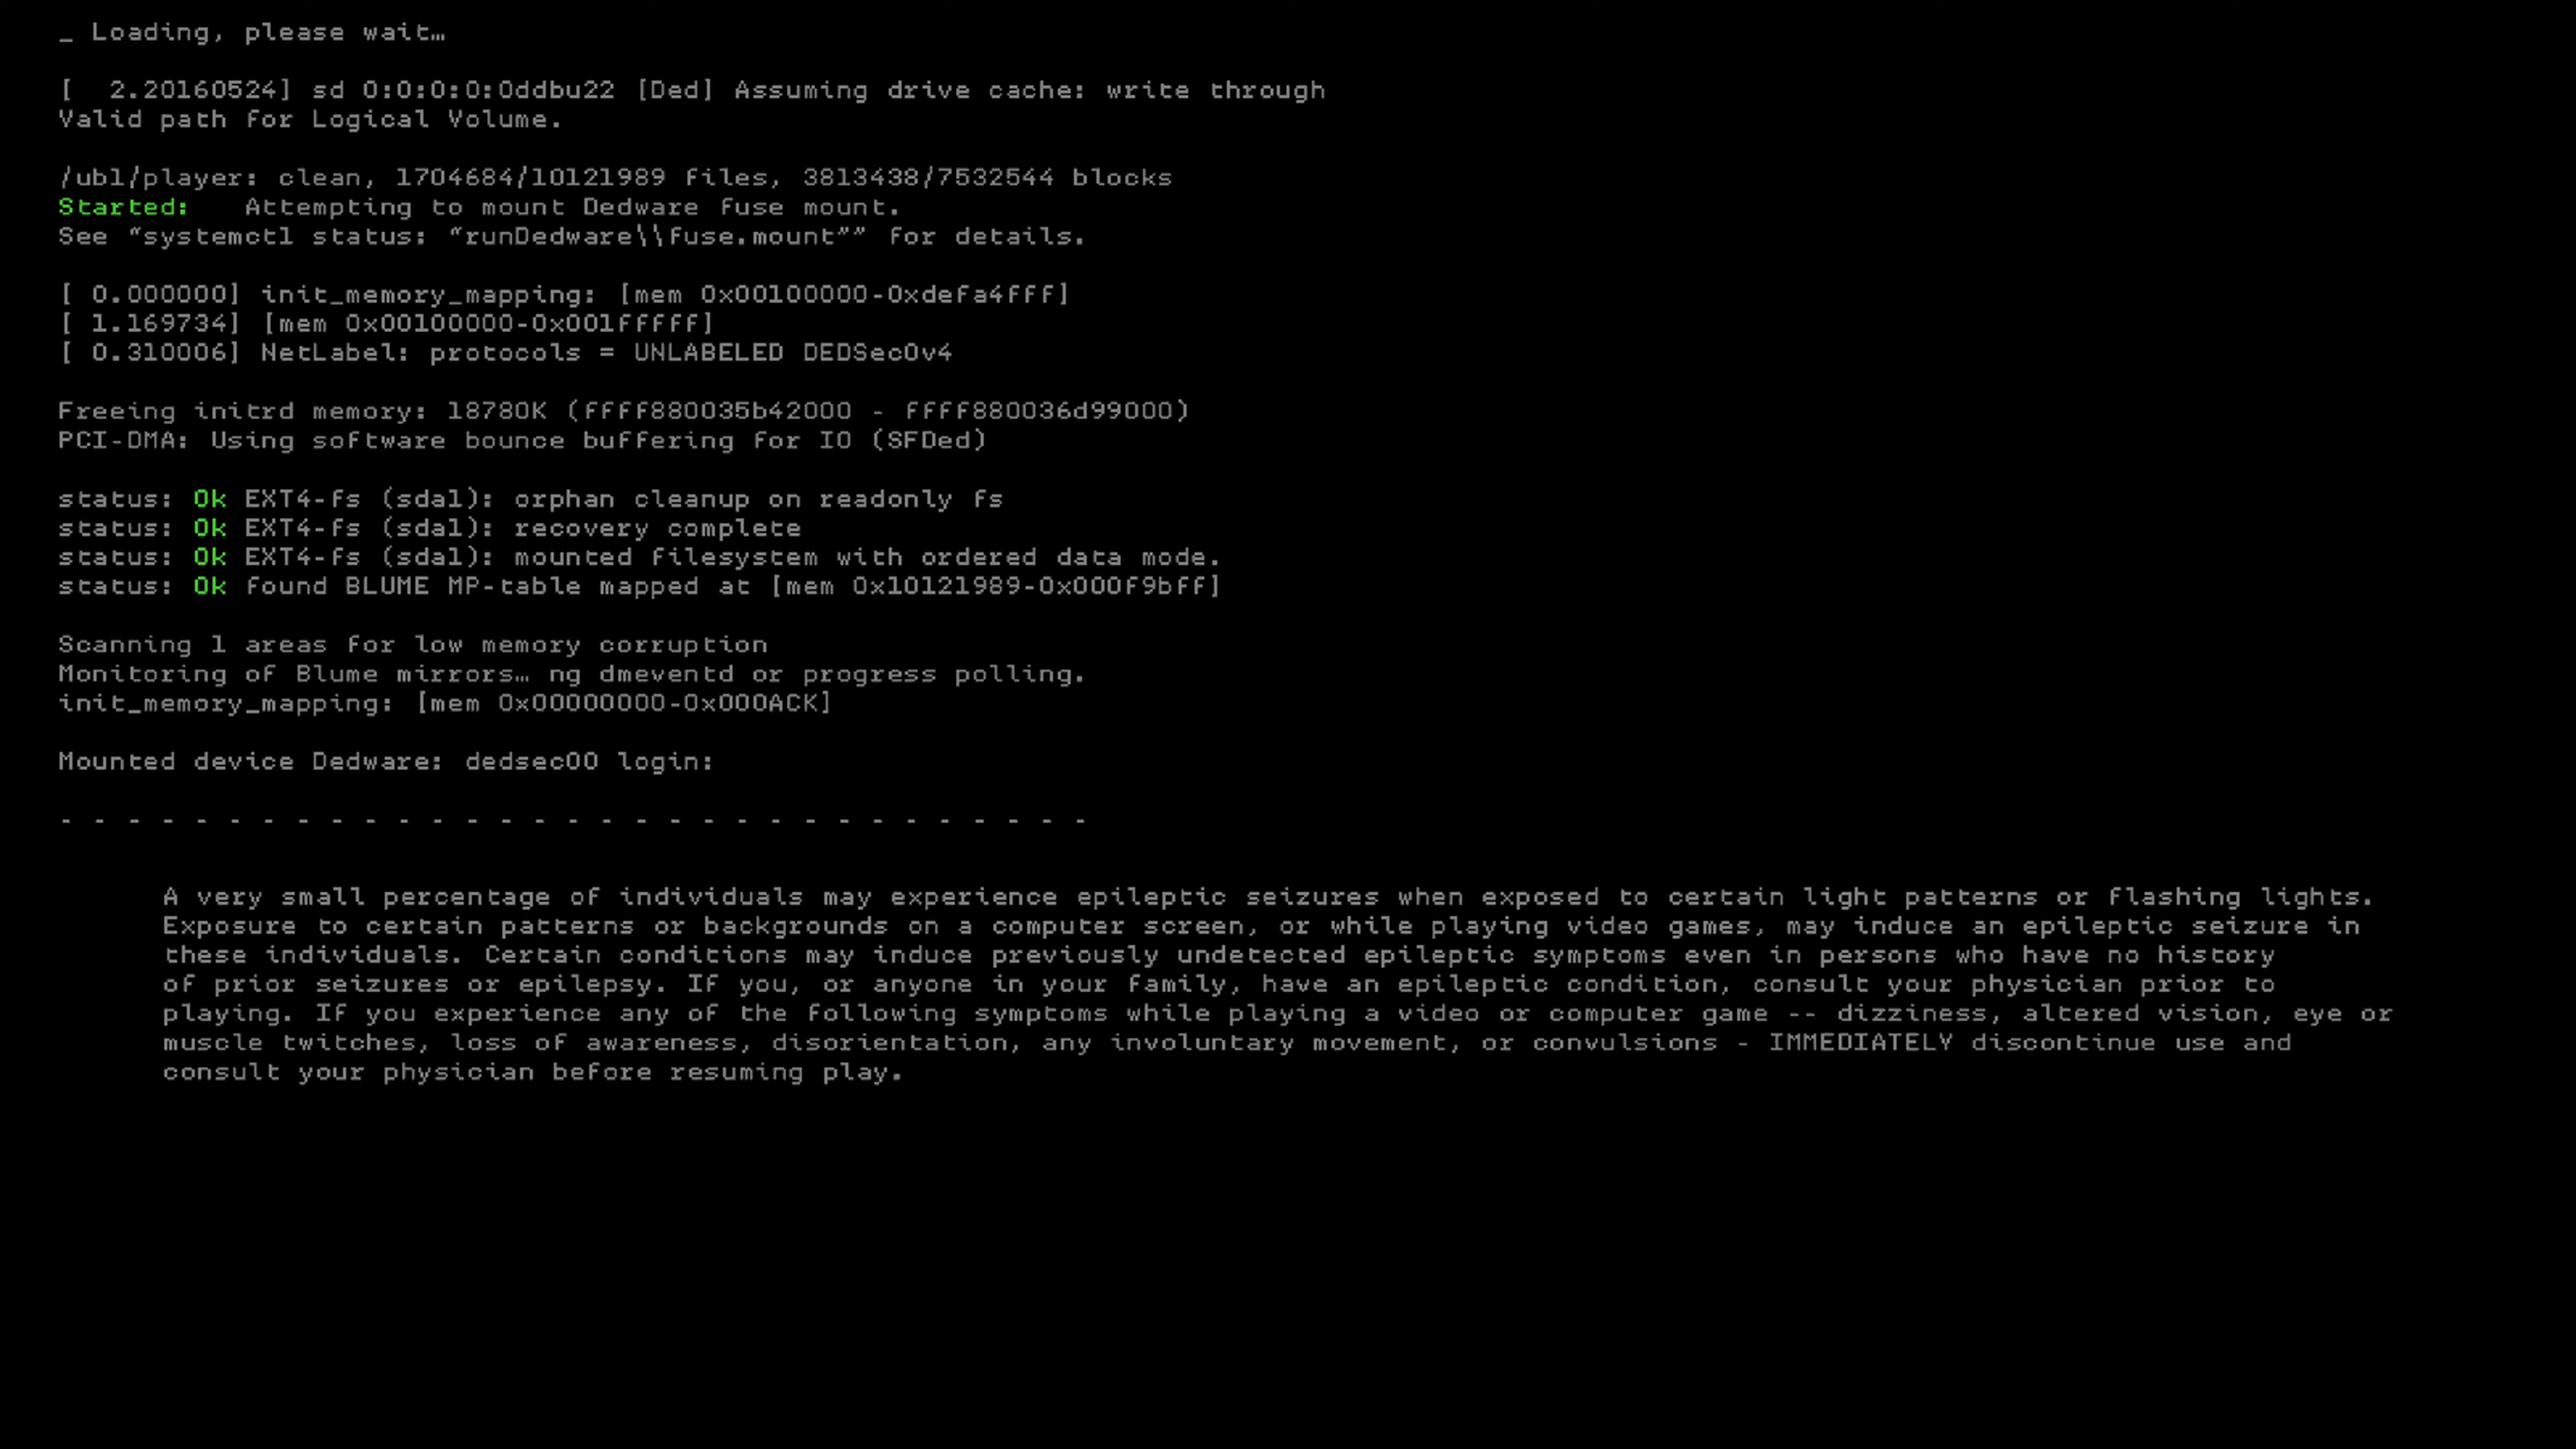 _ Loading, please wait…
[  2.20160524] sd 0:0:0:0:0ddbu22 [Ded] Assuming drive cache: write through
Valid path for Logical Volume.
/ubl/player: clean, 1704684/10121989 files, 3813438/7532544 blocks
Started:   Attempting to mount Dedware fuse mount.
See “systemctl status: “runDedware\\fuse.mount”” for details.
[ 0.000000] init_memory_mapping: [mem 0x00100000-0xdefa4fff]
[ 1.169734] [mem 0x00100000-0x001fffff]
[ 0.310006] NetLabel: protocols = UNLABELED DEDSec0v4
Freeing initrd memory: 18780K (ffff880035b42000 - ffff880036d99000)
PCI-DMA: Using software bounce buffering for IO (SFDed)
status: Ok EXT4-fs (sda1): orphan cleanup on readonly fs
status: Ok EXT4-fs (sda1): recovery complete
status: Ok EXT4-fs (sda1): mounted filesystem with ordered data mode.
status: Ok found BLUME MP-table mapped at [mem 0x10121989-0x000f9bff]
Scanning 1 areas for low memory corruption
Monitoring of Blume mirrors… ng dmeventd or progress polling.
init_memory_mapping: [mem 0x00000000-0x000ACK]
Mounted device Dedware: dedsec00 login:
- - - - - - - - - - - - - - - - - - - - - - - - - - - - - - -
A very small percentage of individuals may experience epileptic seizures when exposed to certain light patterns or flashing lights.
Exposure to certain patterns or backgrounds on a computer screen, or while playing video games, may induce an epileptic seizure in
these individuals. Certain conditions may induce previously undetected epileptic symptoms even in persons who have no history
of prior seizures or epilepsy. If you, or anyone in your family, have an epileptic condition, consult your physician prior to
playing. If you experience any of the following symptoms while playing a video or computer game -- dizziness, altered vision, eye or
muscle twitches, loss of awareness, disorientation, any involuntary movement, or convulsions - IMMEDIATELY discontinue use and
consult your physician before resuming play.